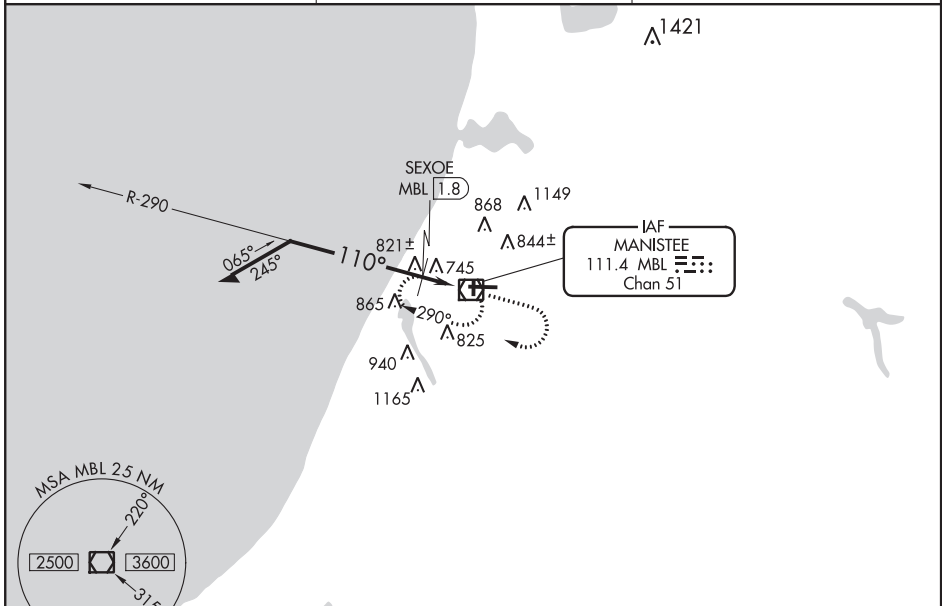 1421
SEXOE
MBL 1.8
R-290
868
1149
844±
IAF
MANISTEE
111.4 MBL
Chan 51
065°
245°
110°
821±
745
865
290°
825
940
1165
MSA MBL 25 NM
220°
2500
3600
315